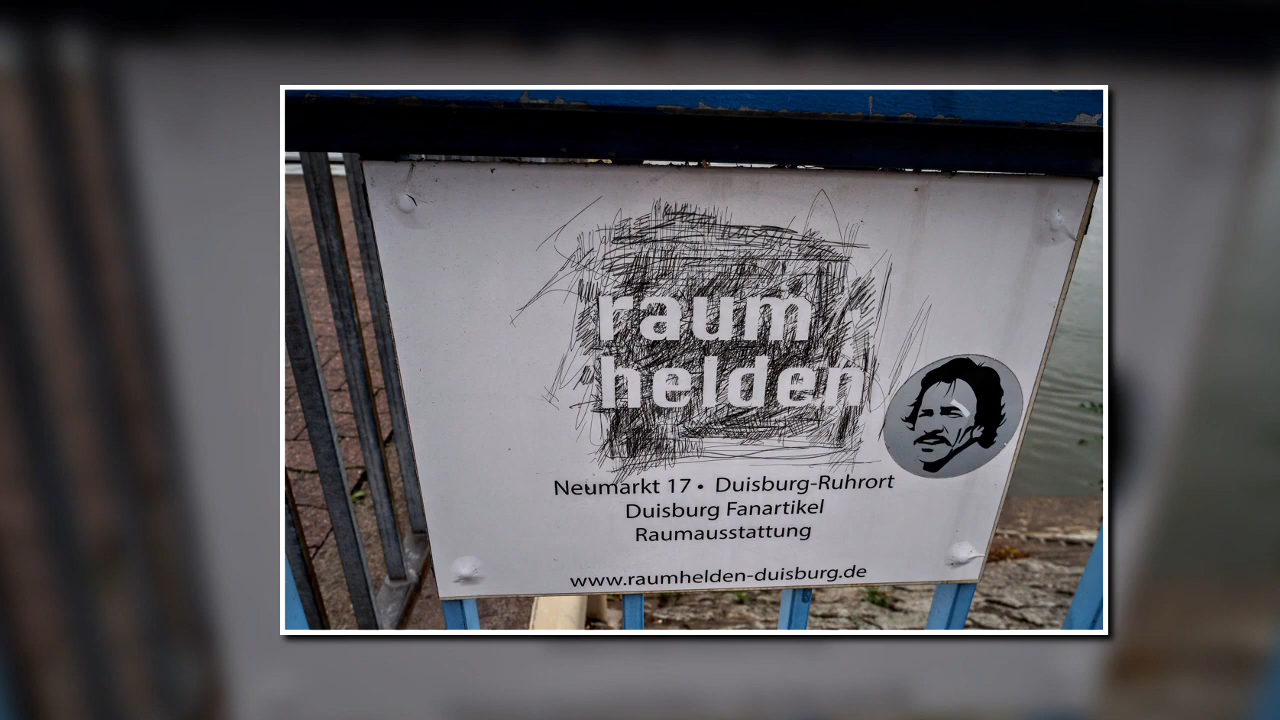 raum
helden
Neumarkt 17 • Duisburg-Ruhrort
Duisburg Fanartikel
Raumausstattung
www.raumhelden-duisburg.de